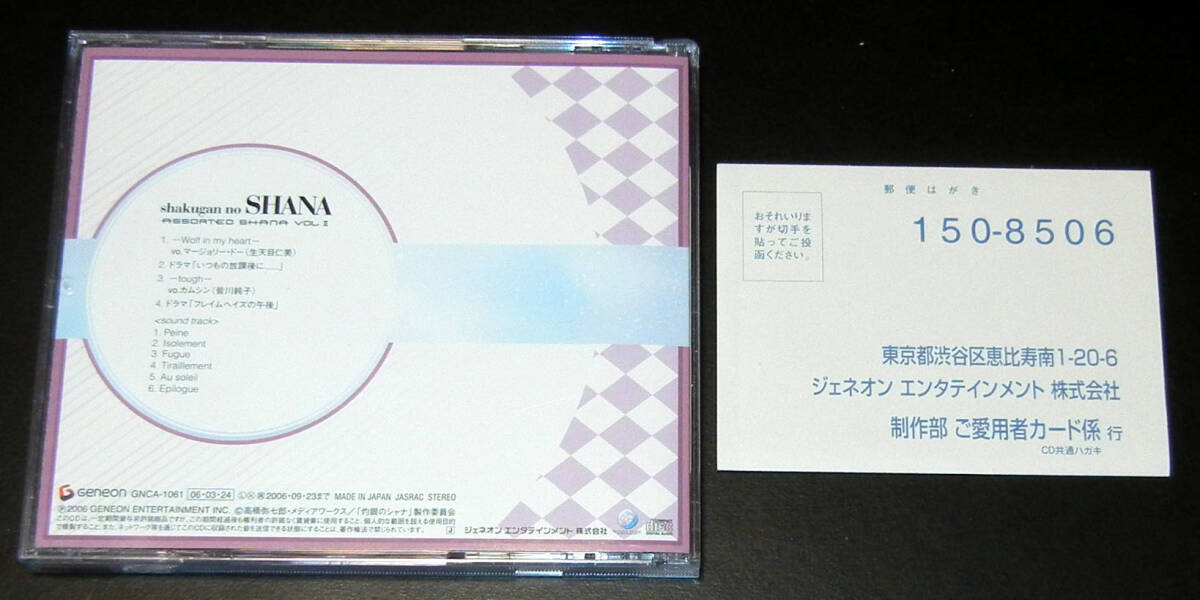 shakugan no SHANA
ASSORTED SHANA VOL.Ⅱ
1. —Wolf in my heart—
vo.マージョリー・ドー(生天目仁美)
2. ドラマ「いつもの放課後に……」
3. —tough—
vo.カムシン(皆川純子)
4. ドラマ「フレイムヘイズの午後」
<sound track>
1. Peine
2. Isolement
3. Fugue
4. Tiraillement
5. Au soleil
6. Epilogue
Geneon GNCA-1061 06・03・24 2006・09・23まで MADE IN JAPAN JASRAC STEREO
Ⓟ2006 GENEON ENTERTAINMENT INC. Ⓒ高橋弥七郎・メディアワークス/「灼眼のシャナ」製作委員会
ジェネオン エンタテインメント 株式会社
郵便はがき
おそれいりま
すが切手を
貼ってご投
函ください。
150-8506
東京都渋谷区恵比寿南1-20-6
ジェネオン エンタテインメント 株式会社
制作部 ご愛用者カード係 行
CD共通ハガキ